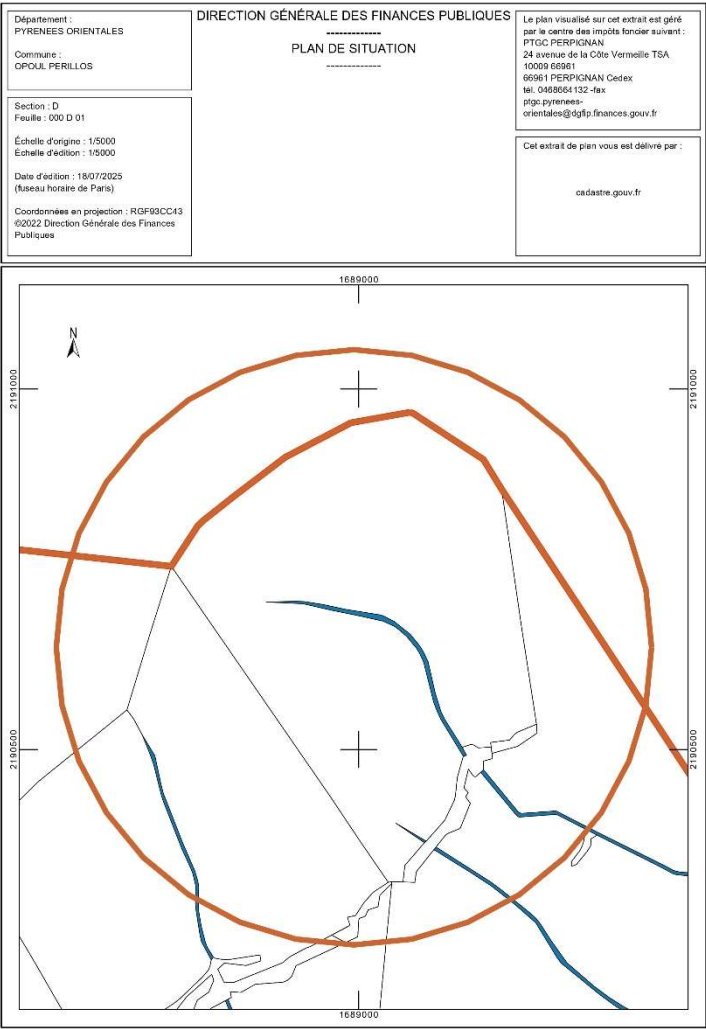 Département :
PYRENEES ORIENTALES
Commune :
OPOUL PERILLOS
Section : D
Feuille : 000 D 01
Échelle d'origine : 1/5000
Échelle d'édition : 1/5000
Date d'édition : 18/07/2025
(fuseau horaire de Paris)
Coordonnées en projection : RGF93CC43
©2022 Direction Générale des Finances
Publiques
DIRECTION GÉNÉRALE DES FINANCES PUBLIQUES
-------------
PLAN DE SITUATION
-------------
Le plan visualisé sur cet extrait est géré
par le centre des impôts foncier suivant :
PTGC PERPIGNAN
24 avenue de la Côte Vermeille TSA
10009 66961
66961 PERPIGNAN Cedex
tél. 0468664132 -fax
ptgc.pyrenees-
orientales@dgfip.finances.gouv.fr
Cet extrait de plan vous est délivré par :
cadastre.gouv.fr
1689000
N
2191000
2191000
2190500
2190500
1689000